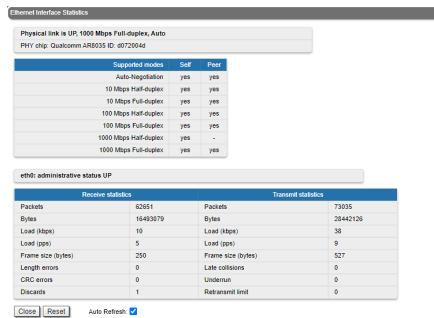 Ethernet Interface Statistics
Physical link is UP, 1000 Mbps Full-duplex, Auto
PHY chip: Qualcomm AR8035 ID: d072004d
Supported modes Self Peer
Auto-Negotiation yes yes
10 Mbps Half-duplex yes yes
10 Mbps Full-duplex yes yes
100 Mbps Half-duplex yes yes
100 Mbps Full-duplex yes yes
1000 Mbps Half-duplex yes -
1000 Mbps Full-duplex yes yes
eth0: administrative status UP
Receive statistics Transmit statistics
Packets 62651 Packets 73035
Bytes 16493079 Bytes 28442126
Load (kbps) 10 Load (kbps) 38
Load (pps) 5 Load (pps) 9
Frame size (bytes) 250 Frame size (bytes) 527
Length errors 0 Late collisions 0
CRC errors 0 Underrun 0
Discards 1 Retransmit limit 0
Close Reset Auto Refresh: